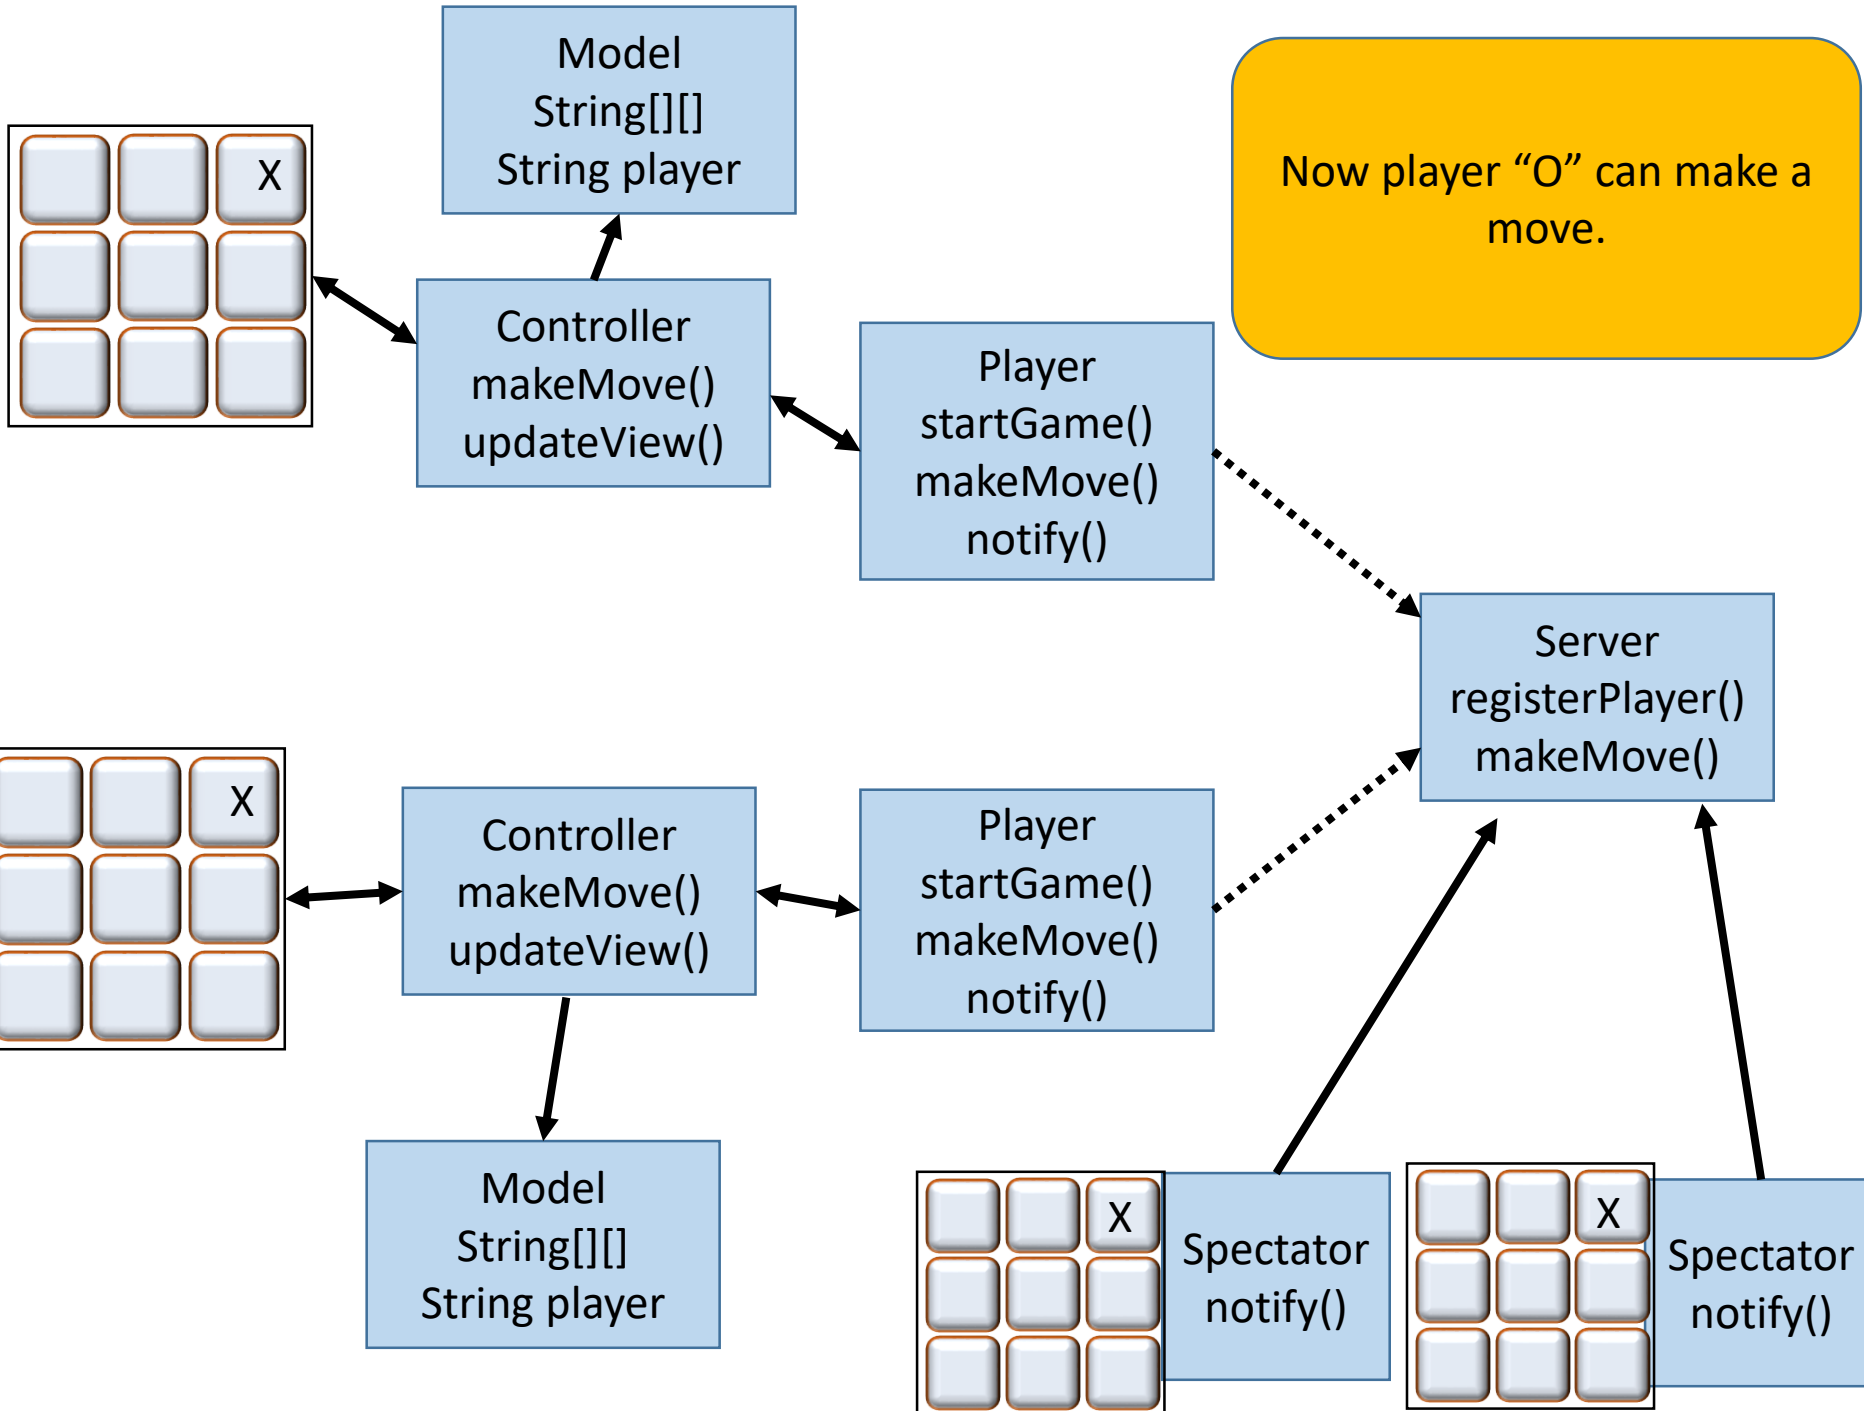 Model
String[][]
String player
Now player “O” can make a
move.
X
Controller
makeMove()
updateView()
Player
startGame()
makeMove()
notify()
Server
registerPlayer()
makeMove()
X
Controller
makeMove()
updateView()
Player
startGame()
makeMove()
notify()
Model
String[][]
String player
X
Spectator
notify()
X
Spectator
notify()